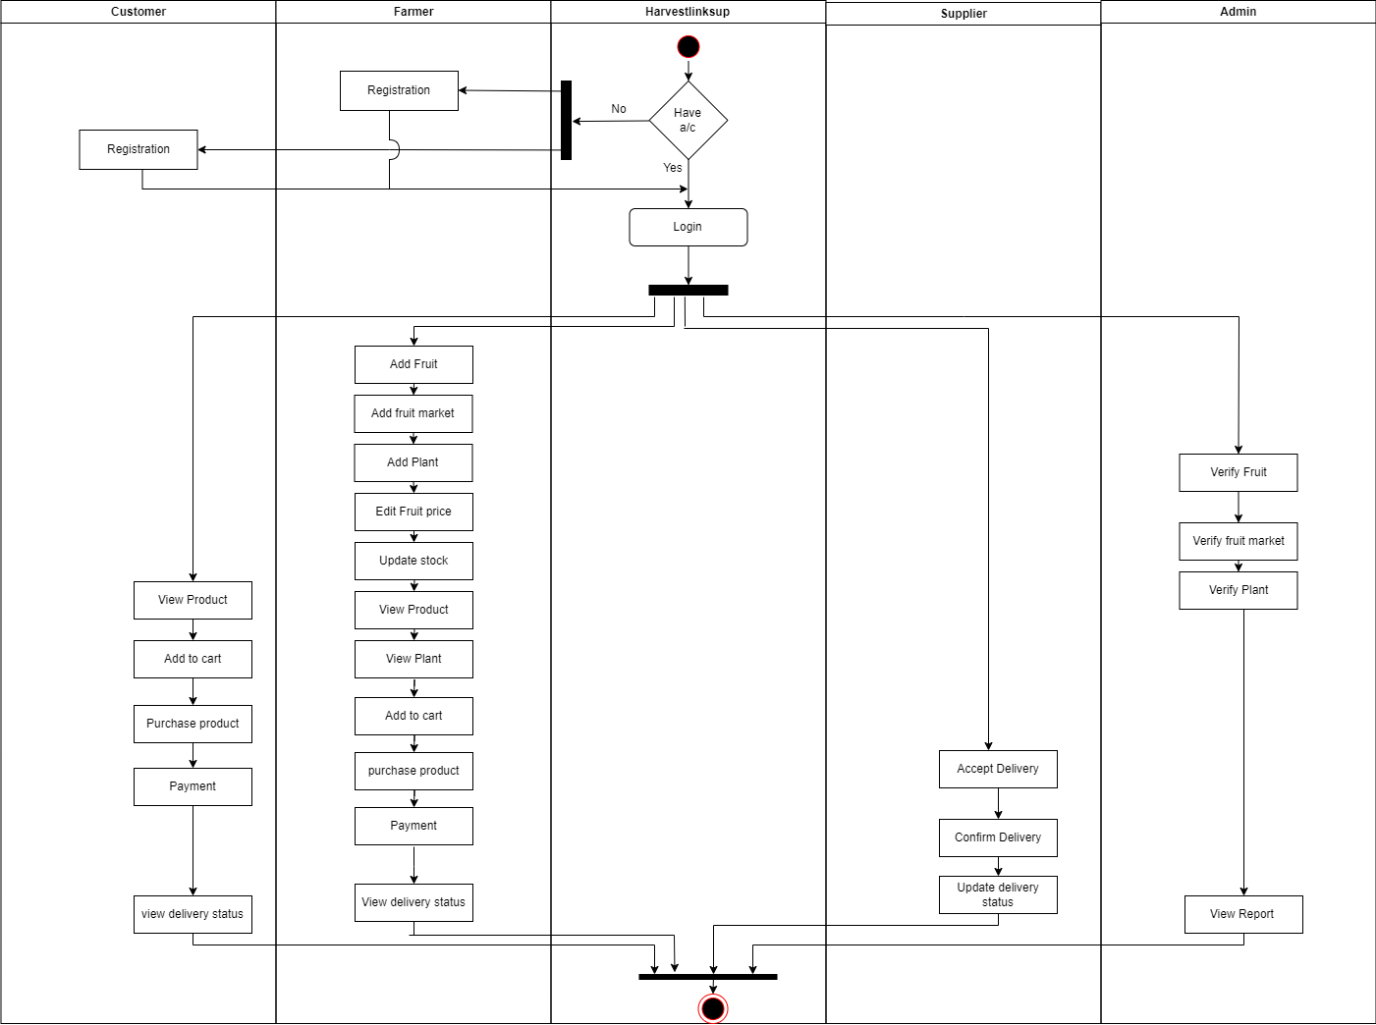 Customer
Farmer
Harvestlinksup
Supplier
Admin
Registration
No
Have
a/c
Registration
Yes
Login
Add Fruit
Add fruit market
Add Plant
Edit Fruit price
Update stock
View Product
View Plant
Add to cart
purchase product
Payment
View delivery status
View Product
Add to cart
Purchase product
Payment
view delivery status
Accept Delivery
Confirm Delivery
Update delivery
status
Verify Fruit
Verify fruit market
Verify Plant
View Report